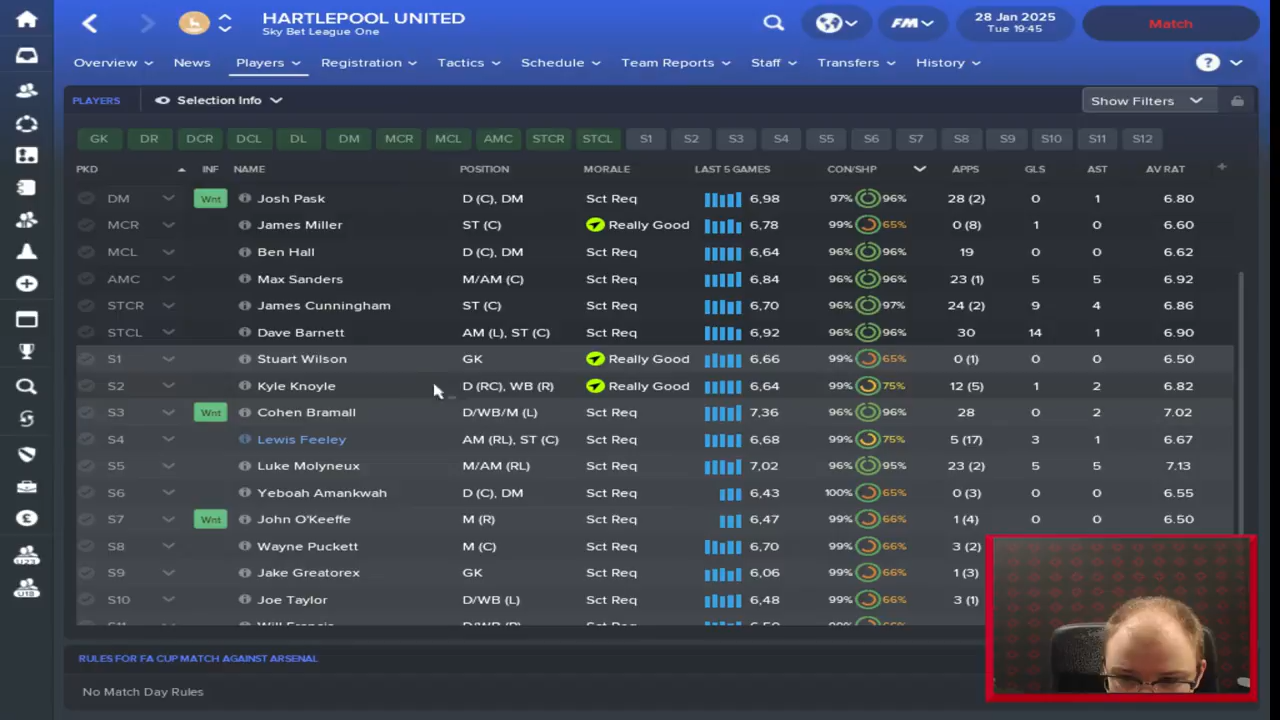 HARTLEPOOL UNITED
Sky Bet League One
FM
28 Jan 2025
Tue 19:45
Match
Overview News Players Registration Tactics Schedule Team Reports Staff Transfers History ?
PLAYERS Selection Info Show Filters
GK DR DCR DCL DL DM MCR MCL AMC STCR STCL S1 S2 S3 S4 S5 S6 S7 S8 S9 S10 S11 S12
PKD INF NAME POSITION MORALE LAST 5 GAMES CON/SHP APPS GLS AST AV RAT +
DM Wnt Josh Pask D (C), DM Sct Req 6,98 97% 96% 28 (2) 0 1 6.80
MCR James Miller ST (C) Really Good 6,78 99% 65% 0 (8) 1 0 6.60
MCL Ben Hall D (C), DM Sct Req 6,64 96% 96% 19 0 0 6.62
AMC Max Sanders M/AM (C) Sct Req 6,84 96% 96% 23 (1) 5 5 6.92
STCR James Cunningham ST (C) Sct Req 6,70 96% 97% 24 (2) 9 4 6.86
STCL Dave Barnett AM (L), ST (C) Sct Req 6,92 96% 96% 30 14 1 6.90
S1 Stuart Wilson GK Really Good 6,66 99% 65% 0 (1) 0 0 6.50
S2 Kyle Knoyle D (RC), WB (R) Really Good 6,64 99% 75% 12 (5) 1 2 6.82
S3 Wnt Cohen Bramall D/WB/M (L) Sct Req 7,36 96% 96% 28 0 2 7.02
S4 Lewis Feeley AM (RL), ST (C) Sct Req 6,68 99% 75% 5 (17) 3 1 6.67
S5 Luke Molyneux M/AM (RL) Sct Req 7,02 96% 95% 23 (2) 5 5 7.13
S6 Yeboah Amankwah D (C), DM Sct Req 6,43 100% 65% 0 (3) 0 0 6.55
S7 Wnt John O'Keeffe M (R) Sct Req 6,47 99% 66% 1 (4) 0 0 6.50
S8 Wayne Puckett M (C) Sct Req 6,70 99% 66% 3 (2)
S9 Jake Greatorex GK Sct Req 6,06 99% 66% 1 (3)
S10 Joe Taylor D/WB (L) Sct Req 6,48 99% 66% 3 (1)
RULES FOR FA CUP MATCH AGAINST ARSENAL
No Match Day Rules
U23
U18